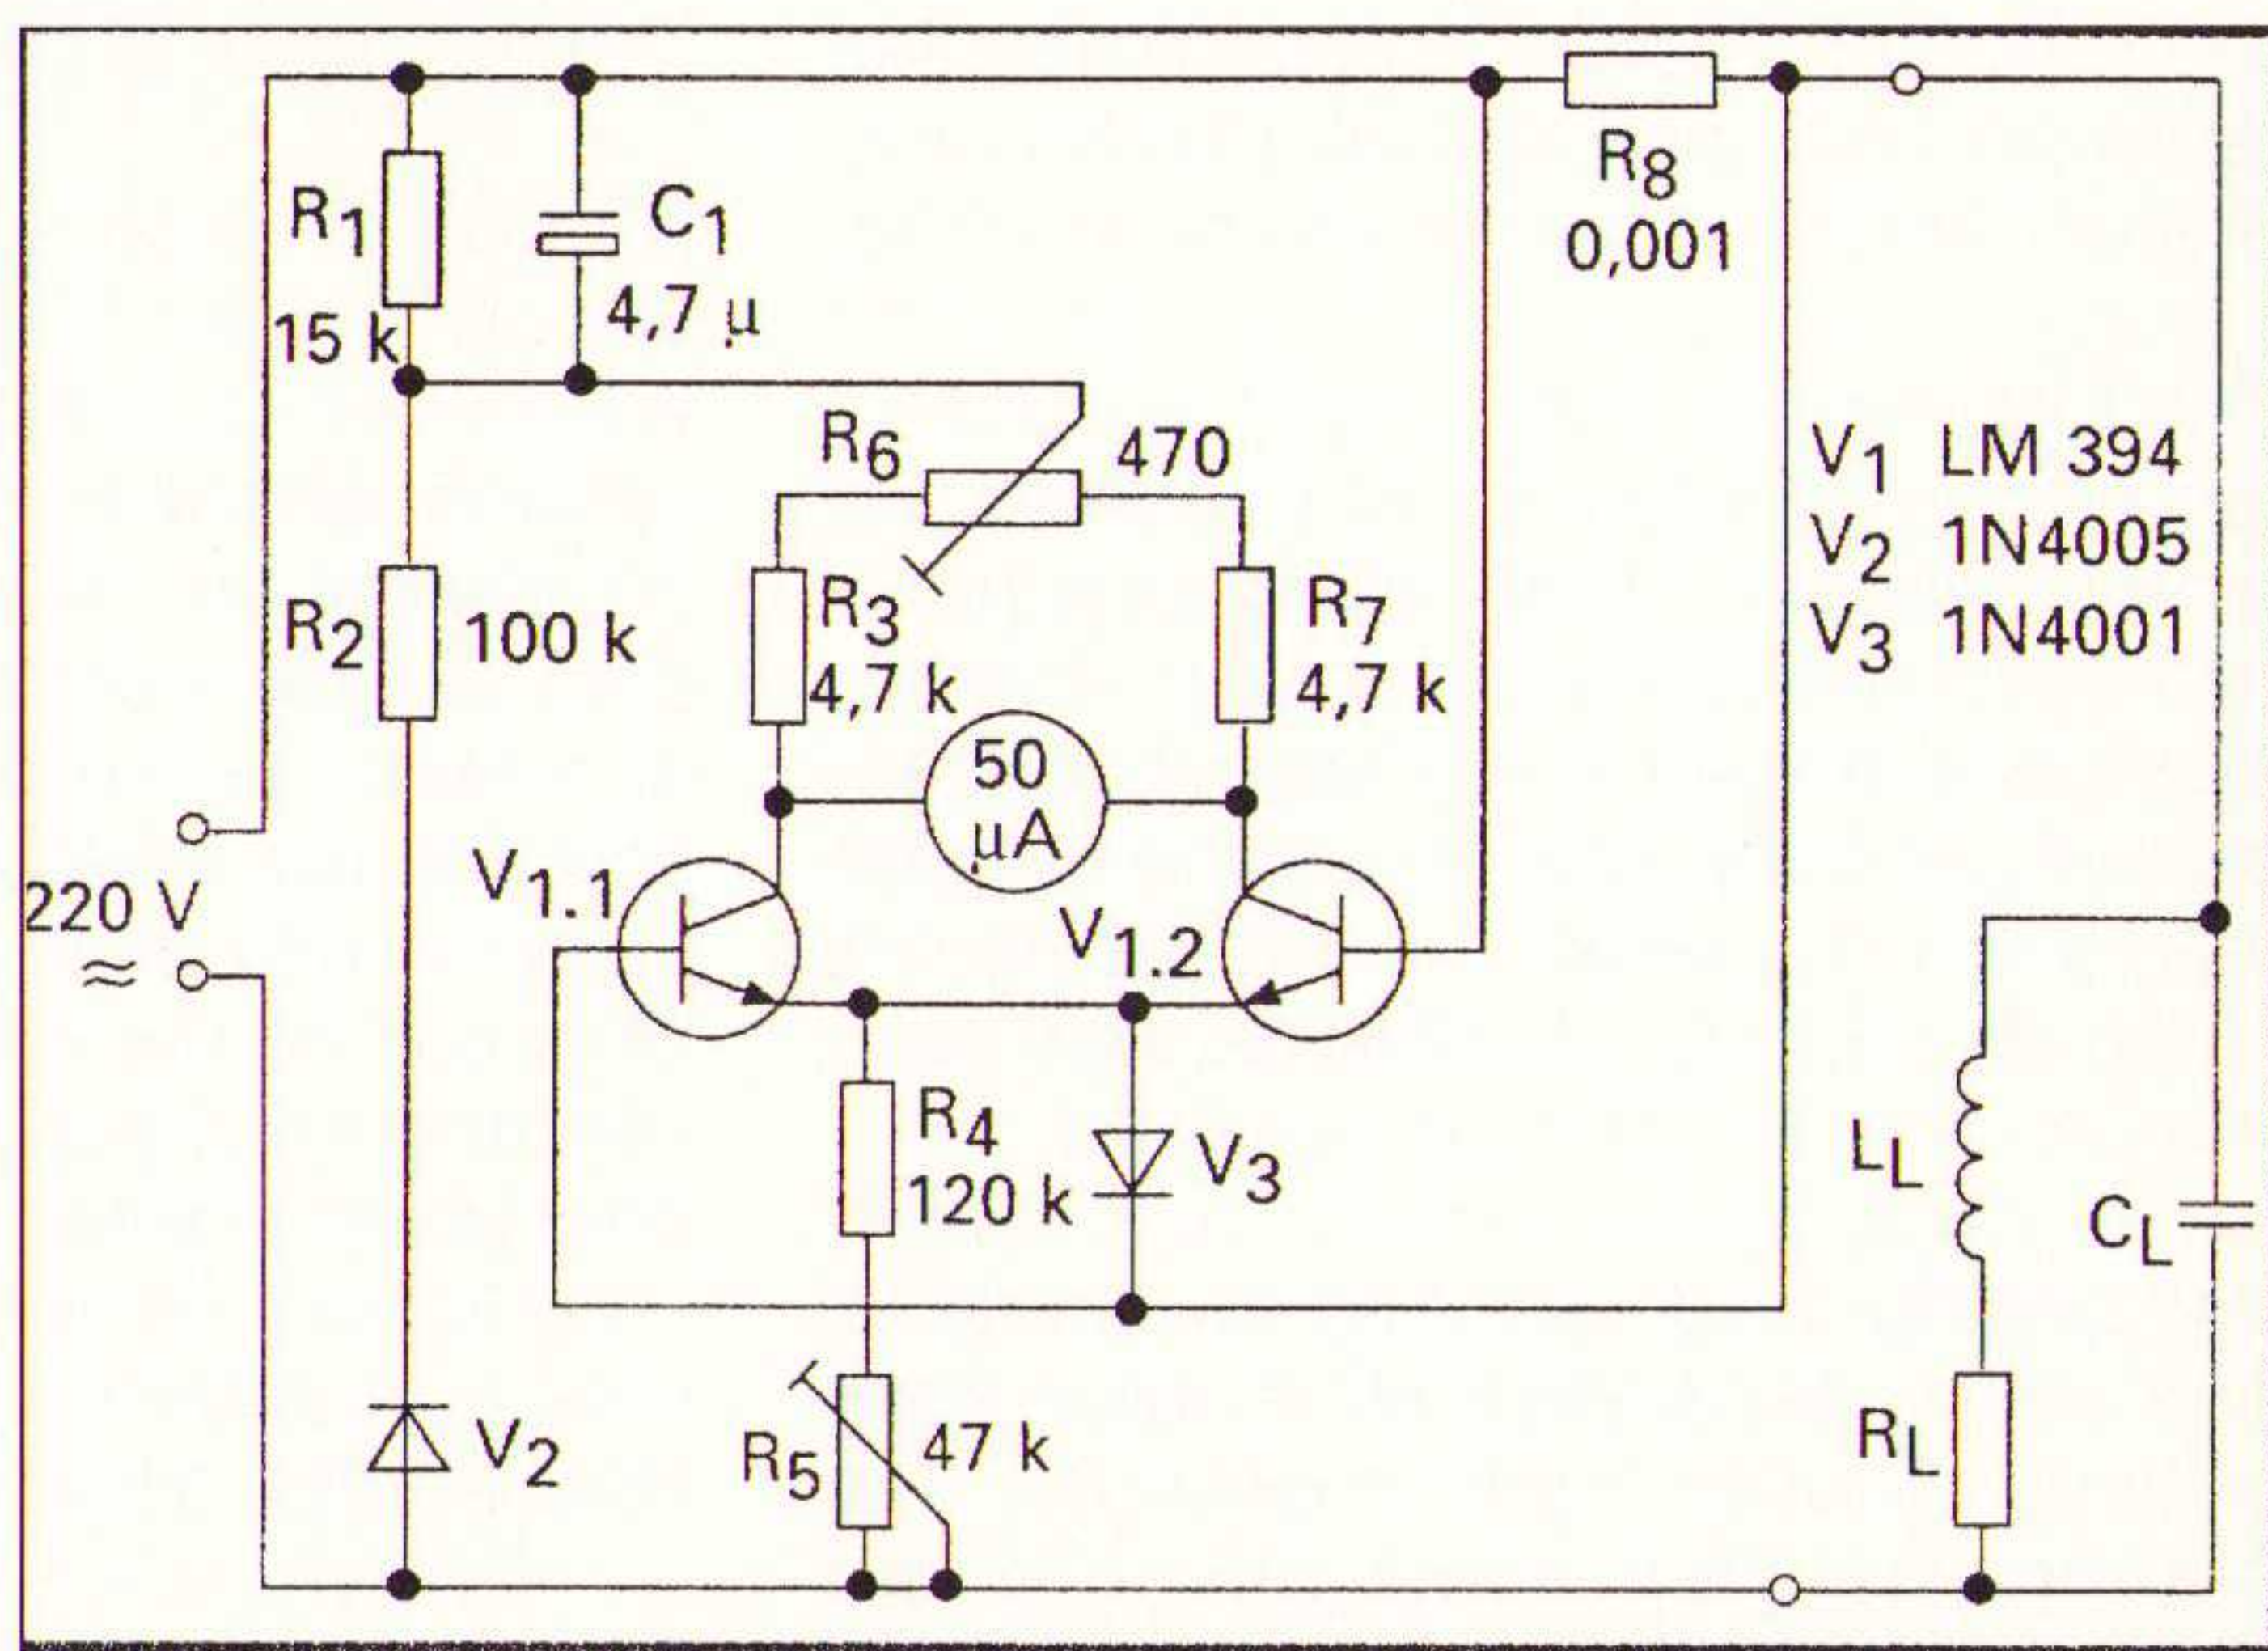 R8
0,001
R1
15 k
C1
4,7 µ
R6
470
V1 LM 394
V2 1N4005
V3 1N4001
R2
100 k
R3
4,7 k
R7
4,7 k
50
µA
220 V
≈
V1.1
V1.2
R4
120 k
V3
LL
CL
V2
R5
47 k
RL